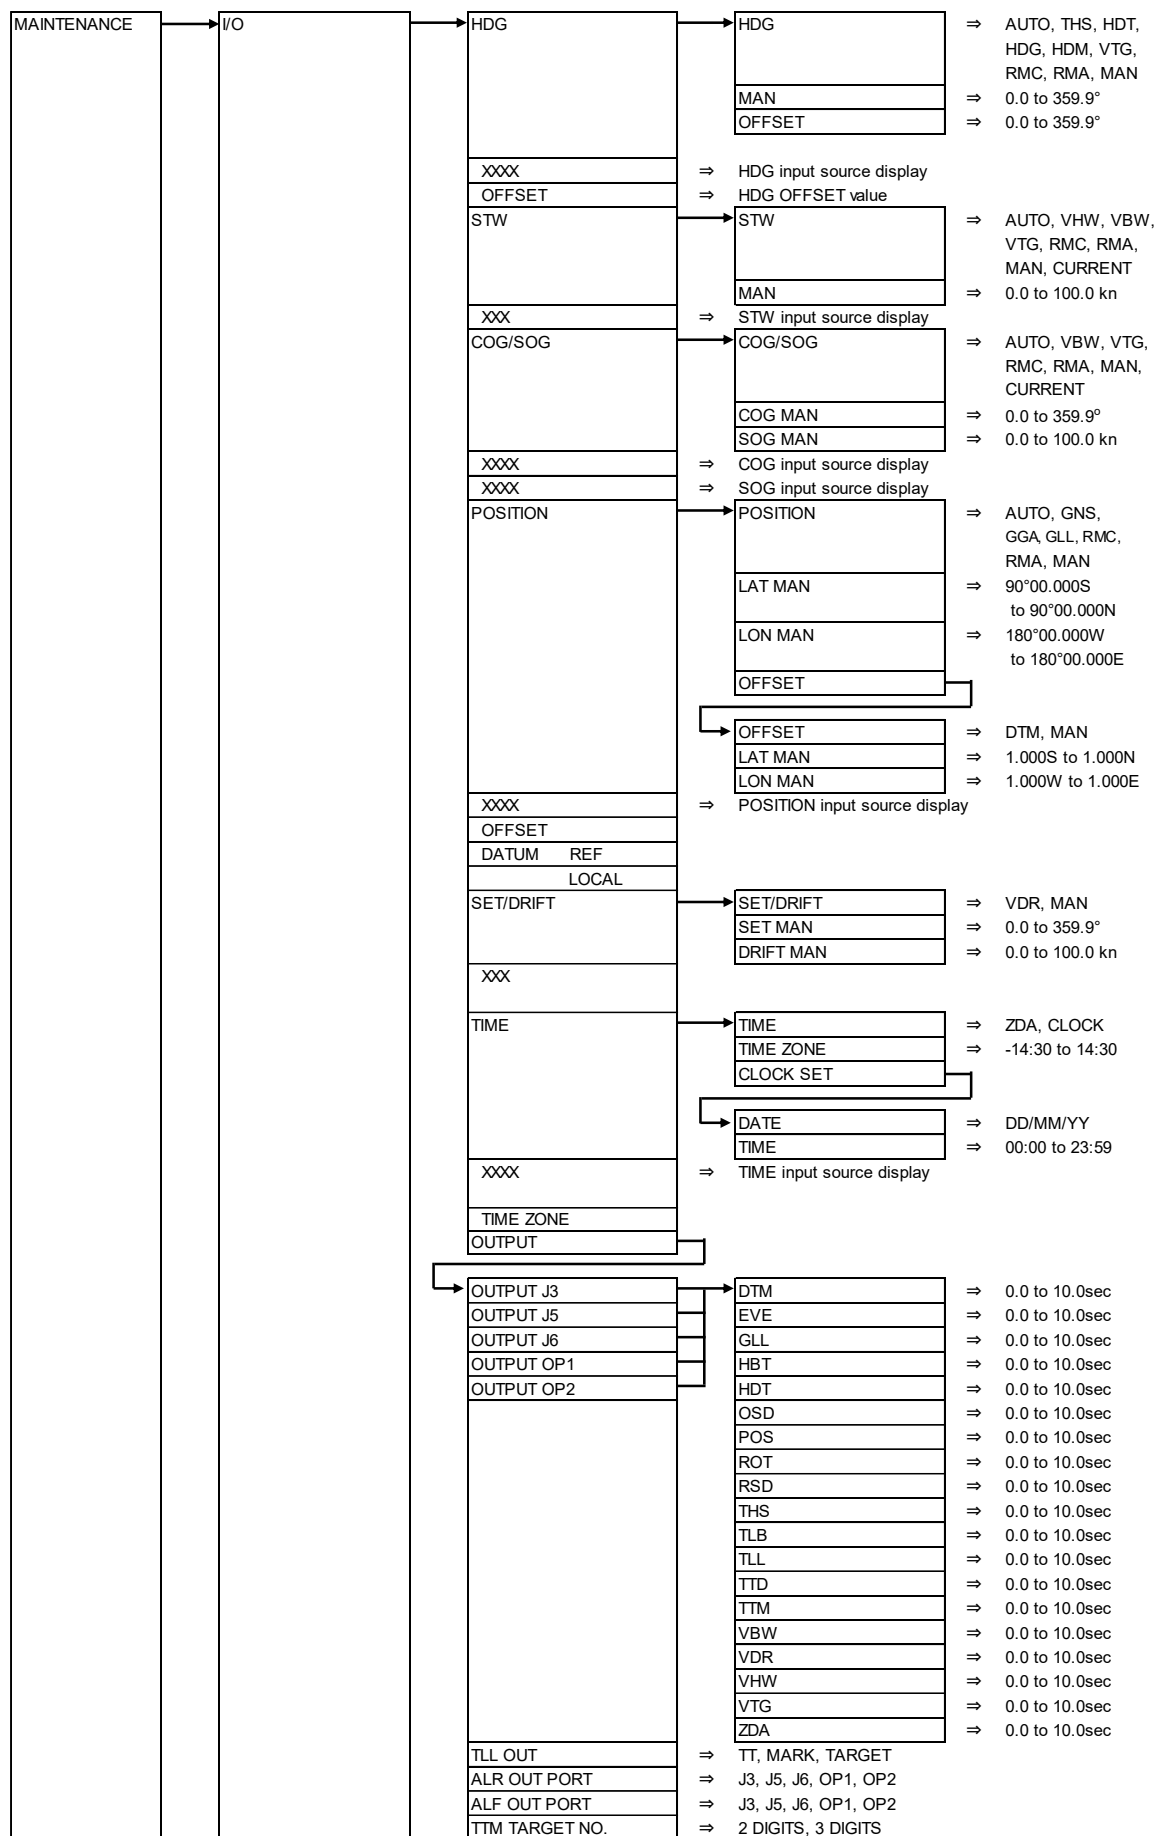 MAINTENANCE I/O HDG HDG ⇒ AUTO, THS, HDT,
HDG, HDM, VTG,
RMC, RMA, MAN
MAN ⇒ 0.0 to 359.9°
OFFSET ⇒ 0.0 to 359.9°
XXXX ⇒ HDG input source display
OFFSET ⇒ HDG OFFSET value
STW STW ⇒ AUTO, VHW, VBW,
VTG, RMC, RMA,
MAN, CURRENT
MAN ⇒ 0.0 to 100.0 kn
XXX ⇒ STW input source display
COG/SOG COG/SOG ⇒ AUTO, VBW, VTG,
RMC, RMA, MAN,
CURRENT
COG MAN ⇒ 0.0 to 359.9°
SOG MAN ⇒ 0.0 to 100.0 kn
XXXX ⇒ COG input source display
XXXX ⇒ SOG input source display
POSITION POSITION ⇒ AUTO, GNS,
GGA, GLL, RMC,
RMA, MAN
LAT MAN ⇒ 90°00.000S
to 90°00.000N
LON MAN ⇒ 180°00.000W
to 180°00.000E
OFFSET
OFFSET ⇒ DTM, MAN
LAT MAN ⇒ 1.000S to 1.000N
LON MAN ⇒ 1.000W to 1.000E
XXXX ⇒ POSITION input source display
OFFSET
DATUM REF
LOCAL
SET/DRIFT SET/DRIFT ⇒ VDR, MAN
SET MAN ⇒ 0.0 to 359.9°
DRIFT MAN ⇒ 0.0 to 100.0 kn
XXX
TIME TIME ⇒ ZDA, CLOCK
TIME ZONE ⇒ -14:30 to 14:30
CLOCK SET
DATE ⇒ DD/MM/YY
TIME ⇒ 00:00 to 23:59
XXXX ⇒ TIME input source display
TIME ZONE
OUTPUT
OUTPUT J3 DTM ⇒ 0.0 to 10.0sec
OUTPUT J5 EVE ⇒ 0.0 to 10.0sec
OUTPUT J6 GLL ⇒ 0.0 to 10.0sec
OUTPUT OP1 HBT ⇒ 0.0 to 10.0sec
OUTPUT OP2 HDT ⇒ 0.0 to 10.0sec
OSD ⇒ 0.0 to 10.0sec
POS ⇒ 0.0 to 10.0sec
ROT ⇒ 0.0 to 10.0sec
RSD ⇒ 0.0 to 10.0sec
THS ⇒ 0.0 to 10.0sec
TLB ⇒ 0.0 to 10.0sec
TLL ⇒ 0.0 to 10.0sec
TTD ⇒ 0.0 to 10.0sec
TTM ⇒ 0.0 to 10.0sec
VBW ⇒ 0.0 to 10.0sec
VDR ⇒ 0.0 to 10.0sec
VHW ⇒ 0.0 to 10.0sec
VTG ⇒ 0.0 to 10.0sec
ZDA ⇒ 0.0 to 10.0sec
TLL OUT ⇒ TT, MARK, TARGET
ALR OUT PORT ⇒ J3, J5, J6, OP1, OP2
ALF OUT PORT ⇒ J3, J5, J6, OP1, OP2
TTM TARGET NO. ⇒ 2 DIGITS, 3 DIGITS